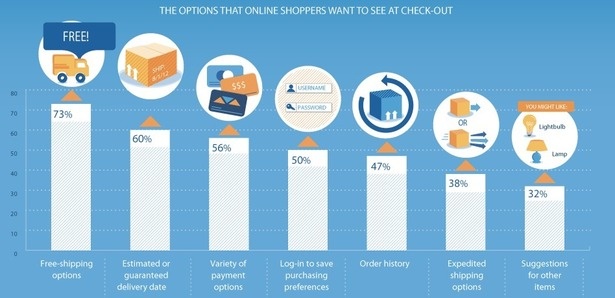 THE OPTIONS THAT ONLINE SHOPPERS WANT TO SEE AT CHECK-OUT
FREE!
SHIP:
$$$
USERNAME
PASSWORD
OR
YOU MIGHT LIKE:
Lightbulb
Lamp
80
70
60
50
40
30
20
10
0
73%
60%
56%
50%
47%
38%
32%
Free-shipping
options
Estimated or
guaranteed
delivery date
Variety of
payment
options
Log-in to save
purchasing
preferences
Order history
Expedited
shipping
options
Suggestions
for other
items